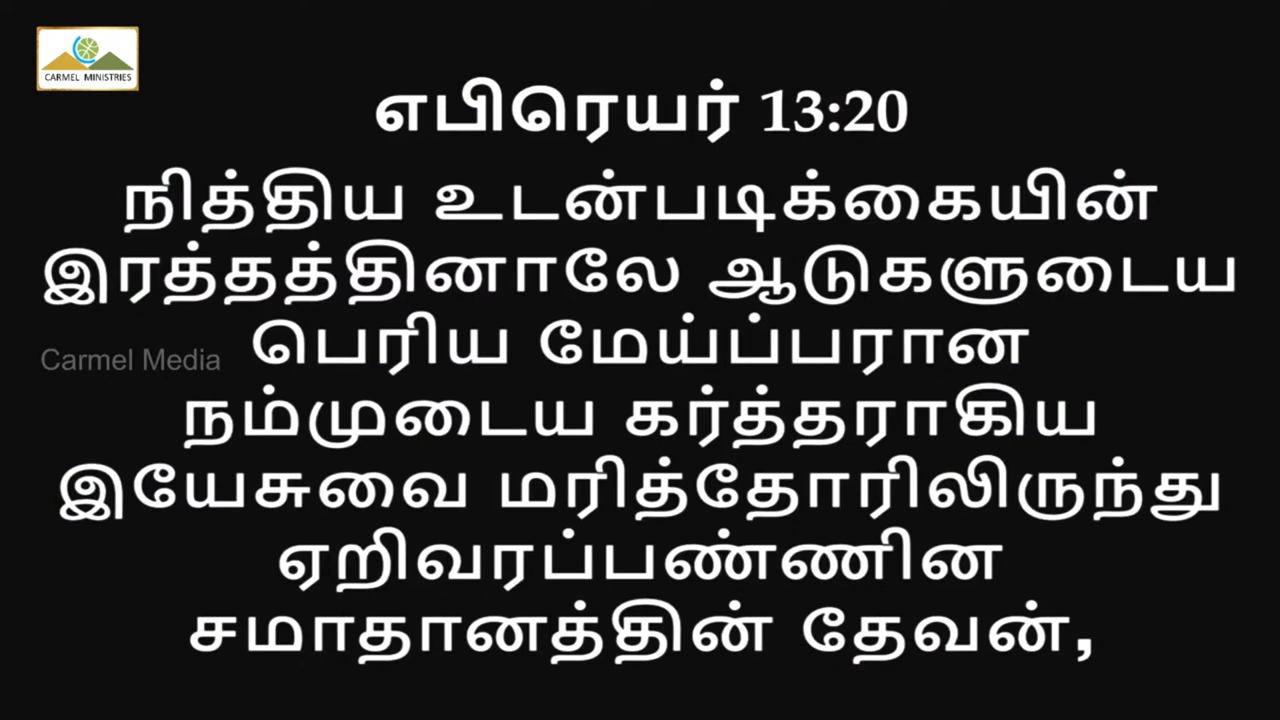 CARMEL MINISTRIES
எபிரெயர் 13:20
நித்திய உடன்படிக்கையின்
இரத்தத்தினாலே ஆடுகளுடைய
பெரிய மேய்ப்பரான
Carmel Media
நம்முடைய கர்த்தராகிய
இயேசுவை மரித்தோரிலிருந்து
ஏறிவரப்பண்ணின
சமாதானத்தின் தேவன்,